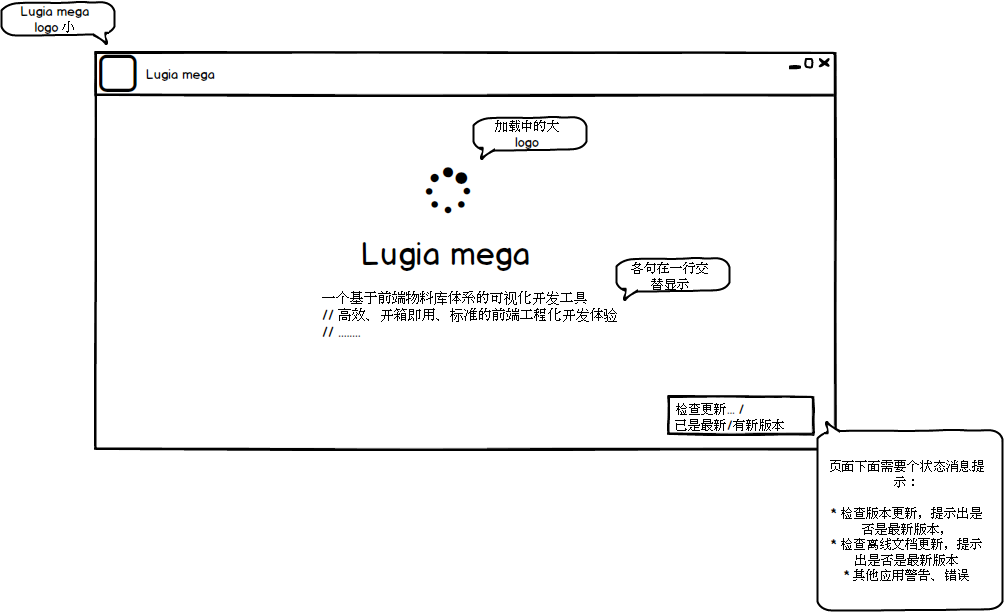 Lugia mega
logo 小
Lugia mega
加载中的大
logo
Lugia mega
各句在一行交
替显示
一个基于前端物料库体系的可视化开发工具
// 高效、开箱即用、标准的前端工程化开发体验
// ........
检查更新... /
已是最新/有新版本
页面下面需要个状态消息提
示：
* 检查版本更新，提示出是
否是最新版本，
* 检查离线文档更新，提示
出是否是最新版本
* 其他应用警告、错误